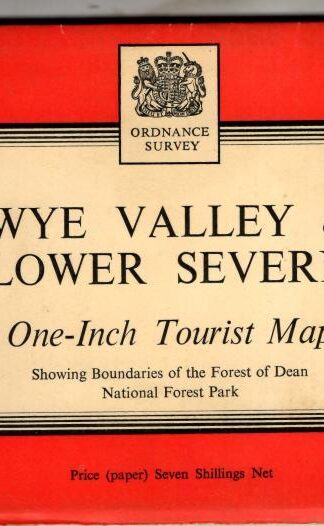 ORDNANCE
SURVEY
WYE VALLEY
LOWER SEVER
One-Inch Tourist Map
Showing Boundaries of the Forest of Dean
National Forest Park
Price (paper) Seven Shillings Net